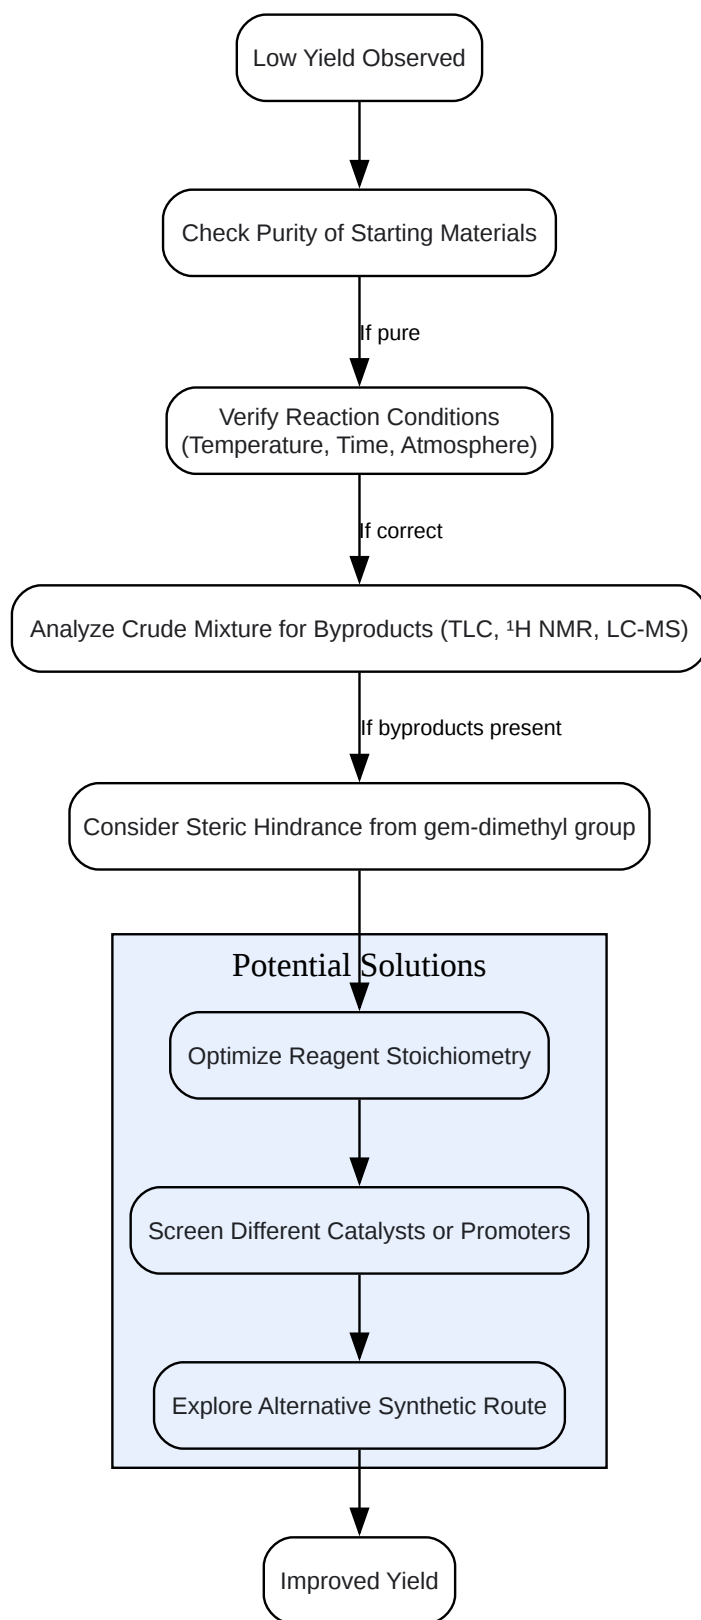 Low Yield Observed
Check Purity of Starting Materials
If pure
Verify Reaction Conditions
(Temperature, Time, Atmosphere)
If correct
Analyze Crude Mixture for Byproducts (TLC, ¹H NMR, LC-MS)
If byproducts present
Consider Steric Hindrance from gem-dimethyl group
Potential Solutions
Optimize Reagent Stoichiometry
Screen Different Catalysts or Promoters
Explore Alternative Synthetic Route
Improved Yield